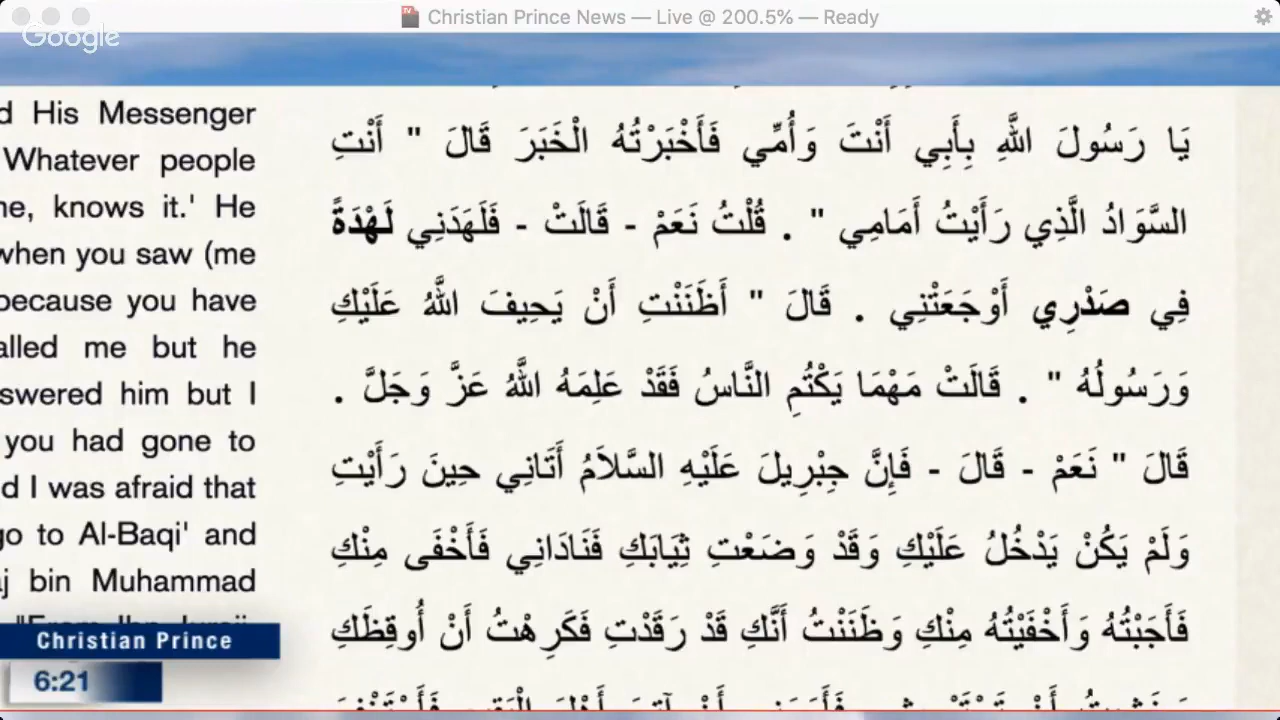 Christian Prince News — Live @ 200.5% — Ready
Google
d His Messenger
Whatever people
ne, knows it.' He
when you saw (me
because you have
alled me but he
swered him but I
you had gone to
d I was afraid that
go to Al-Baqi' and
aj bin Muhammad
يَا رَسُولَ اللَّهِ بِأَبِي أَنْتَ وَأُمِّي فَأَخْبَرْتُهُ الْخَبَرَ قَالَ " أَنْتِ
السَّوَادُ الَّذِي رَأَيْتُ أَمَامِي " . قُلْتُ نَعَمْ - قَالَتْ - فَلَهَدَنِي لَهْدَةً
فِي صَدْرِي أَوْجَعَتْنِي . قَالَ " أَظَنَنْتِ أَنْ يَحِيفَ اللَّهُ عَلَيْكِ
وَرَسُولُهُ " . قَالَتْ مَهْمَا يَكْتُمِ النَّاسُ فَقَدْ عَلِمَهُ اللَّهُ عَزَّ وَجَلَّ .
قَالَ " نَعَمْ - قَالَ - فَإِنَّ جِبْرِيلَ عَلَيْهِ السَّلاَمُ أَتَانِي حِينَ رَأَيْتِ
وَلَمْ يَكُنْ يَدْخُلُ عَلَيْكِ وَقَدْ وَضَعْتِ ثِيَابَكِ فَنَادَانِي فَأَخْفَى مِنْكِ
فَأَجَبْتُهُ وَأَخْفَيْتُهُ مِنْكِ وَظَنَنْتُ أَنَّكِ قَدْ رَقَدْتِ فَكَرِهْتُ أَنْ أُوقِظَكِ
Christian Prince
6:21